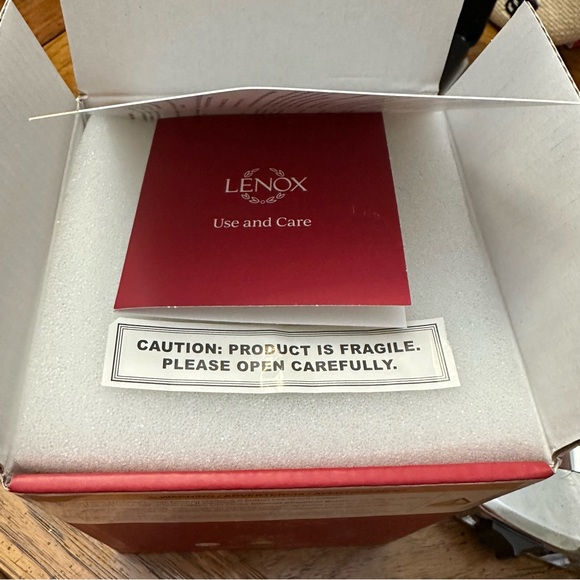 LENOX
Use and Care
CAUTION: PRODUCT IS FRAGILE.
PLEASE OPEN CAREFULLY.